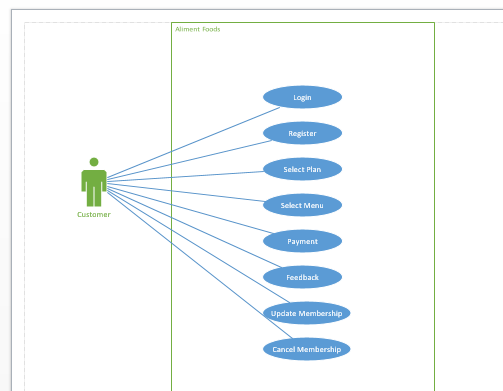 Aliment Foods
Login
Register
Select Plan
Select Menu
Customer
Payment
Feedback
Update Membership
Cancel Membership